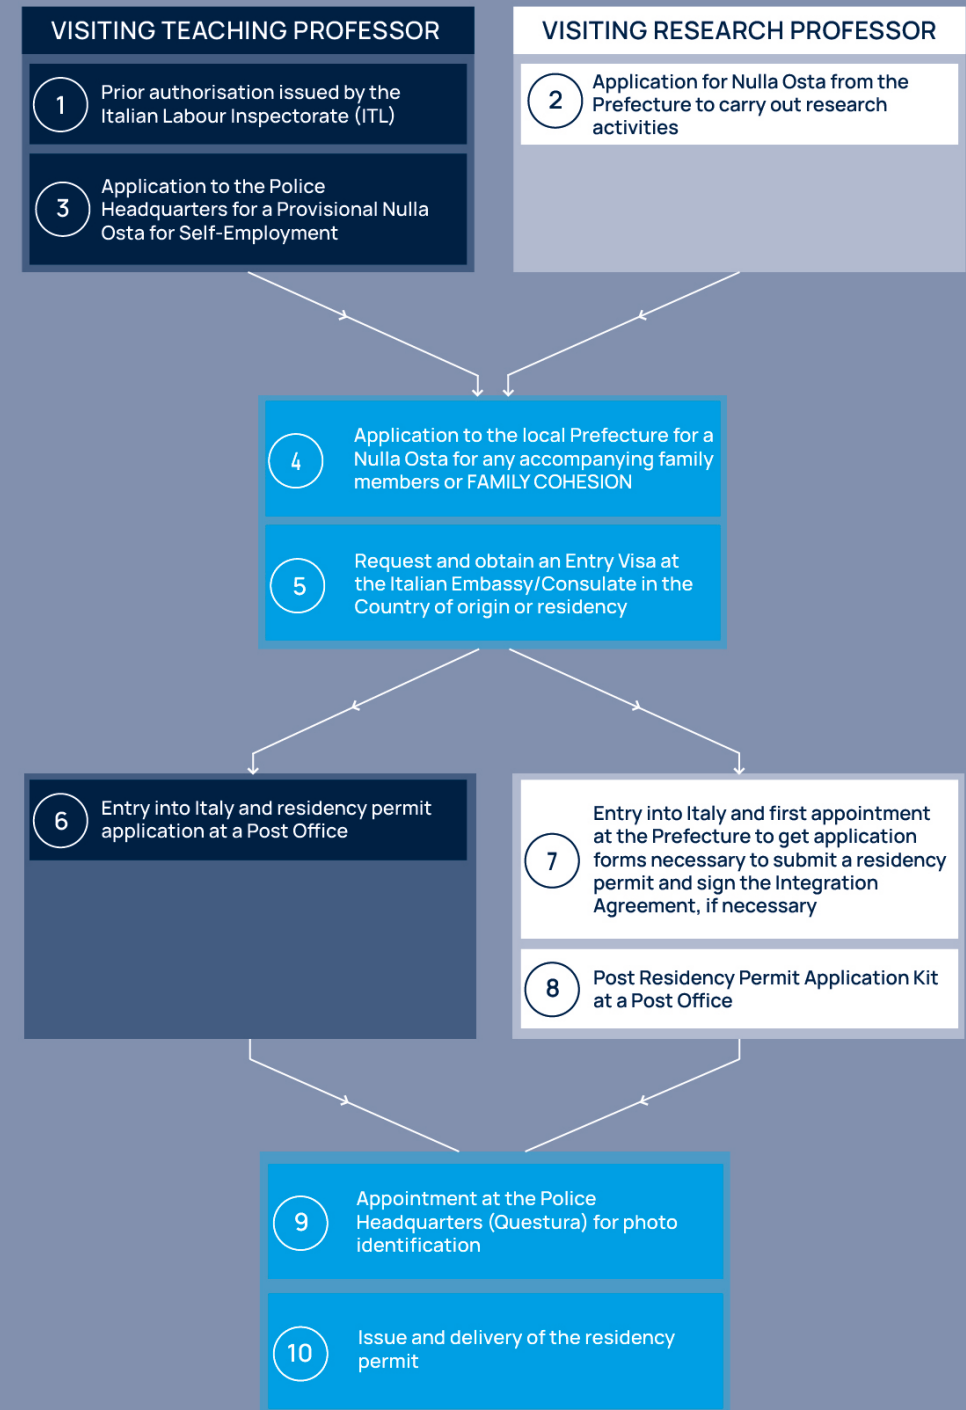 VISITING TEACHING PROFESSOR
1
Prior authorisation issued by the
Italian Labour Inspectorate (ITL)
3
Application to the Police
Headquarters for a Provisional Nulla
Osta for Self-Employment
VISITING RESEARCH PROFESSOR
2
Application for Nulla Osta from the
Prefecture to carry out research
activities
4
Application to the local Prefecture for a
Nulla Osta for any accompanying family
members or FAMILY COHESION
5
Request and obtain an Entry Visa at
the Italian Embassy/Consulate in the
Country of origin or residency
6
Entry into Italy and residency permit
application at a Post Office
7
Entry into Italy and first appointment
at the Prefecture to get application
forms necessary to submit a residency
permit and sign the Integration
Agreement, if necessary
8
Post Residency Permit Application Kit
at a Post Office
9
Appointment at the Police
Headquarters (Questura) for photo
identification
10
Issue and delivery of the residency
permit